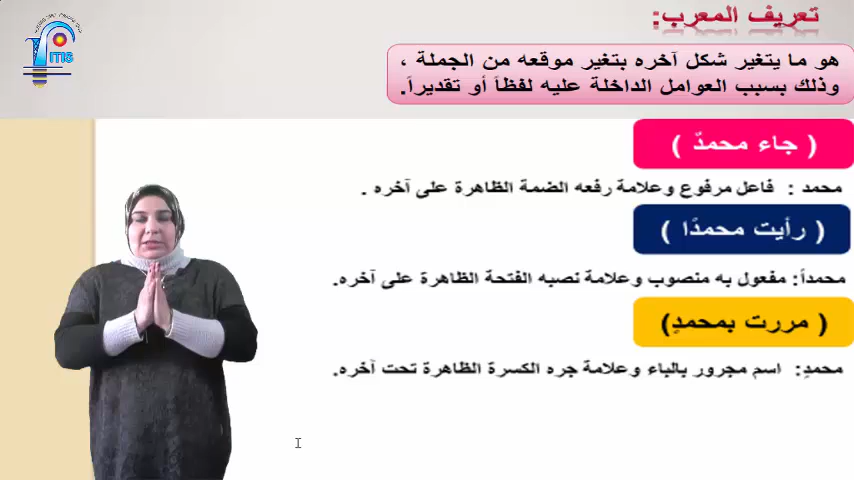 تعريف المعرب:
هو ما يتغير شكل آخره بتغير موقعه من الجملة ،
وذلك بسبب العوامل الداخلة عليه لفظاً أو تقديراً.
( جاء محمدٌ )
محمد : فاعل مرفوع وعلامة رفعه الضمة الظاهرة على آخره .
( رأيت محمدًا )
محمداً: مفعول به منصوب وعلامة نصبه الفتحة الظاهرة على آخره.
( مررت بمحمدٍ)
محمدٍ: اسم مجرور بالباء وعلامة جره الكسرة الظاهرة تحت آخره.